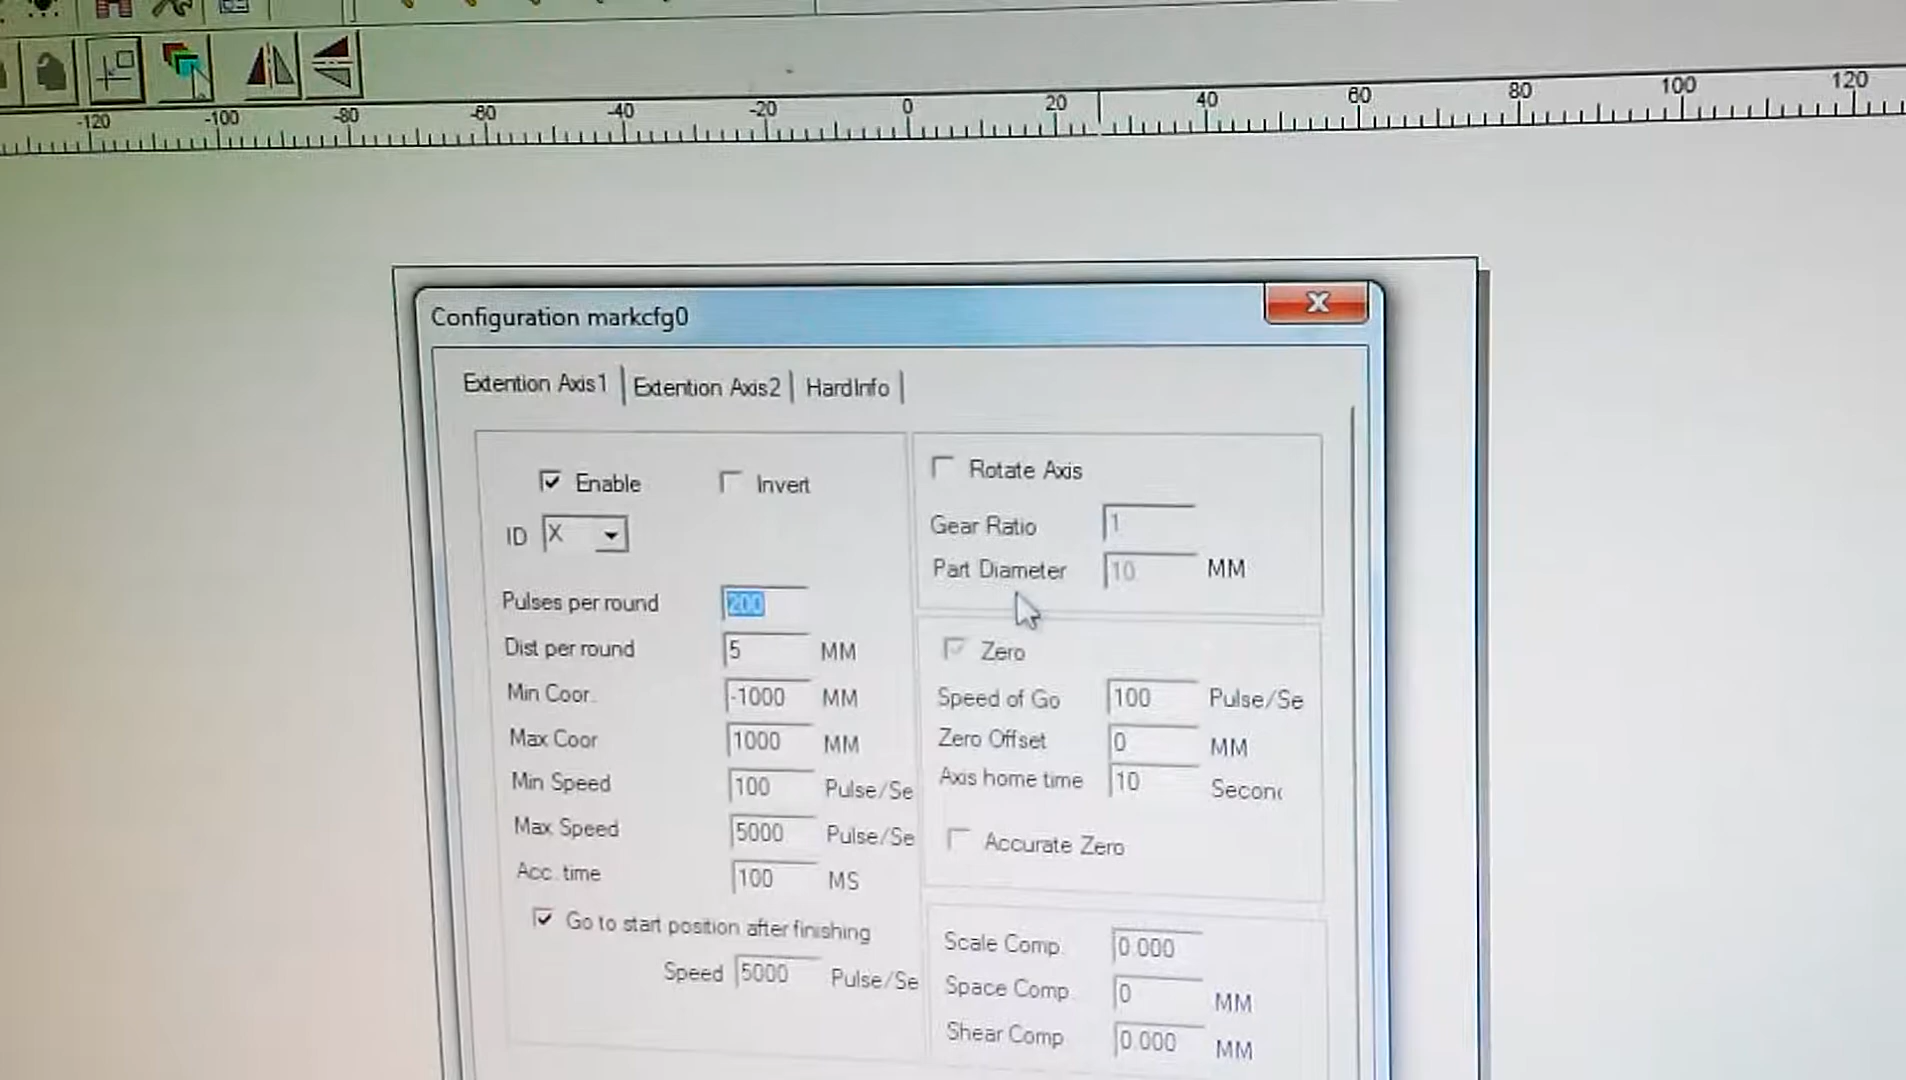 -120 -100 -80 -60 -40 -20 0 20 40 60 80 100 120
Configuration markcfg0
Extention Axis1 Extention Axis2 HardInfo
Enable Invert
ID X
Pulses per round 200
Dist per round 5 MM
Min Coor. -1000 MM
Max Coor 1000 MM
Min Speed 100 Pulse/Se
Max Speed 5000 Pulse/Se
Acc. time 100 MS
Go to start position after finishing
Speed 5000 Pulse/Se
Rotate Axis
Gear Ratio 1
Part Diameter 10 MM
Zero
Speed of Go 100 Pulse/Se
Zero Offset 0 MM
Axis home time 10 Second
Accurate Zero
Scale Comp. 0.000
Space Comp. 0 MM
Shear Comp 0.000 MM